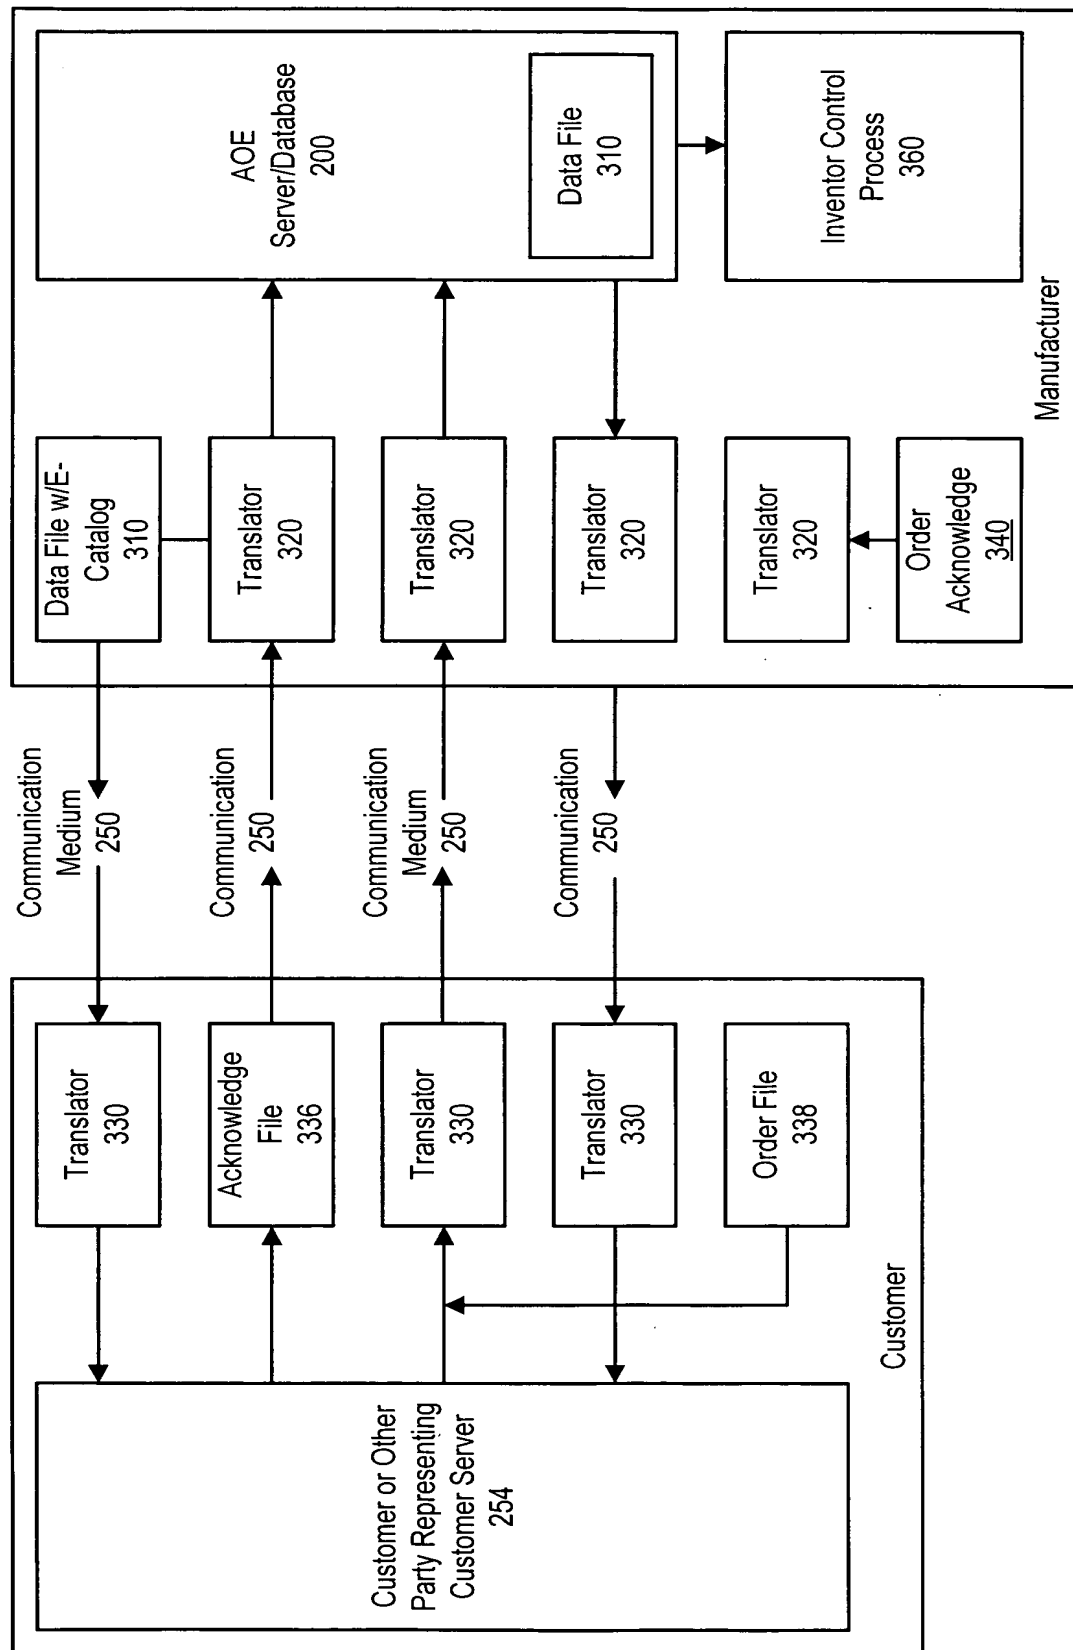 Customer or Other
Party Representing
Customer Server
254
Translator
330
Acknowledge
File
336
Translator
330
Translator
330
Order File
338
Customer
Communication
Medium
250
Communication
250
Communication
Medium
250
Communication
250
Data File w/E-
Catalog
310
Translator
320
Translator
320
Translator
320
Translator
320
Order
Acknowledge
340
AOE
Server/Database
200
Data File
310
Inventor Control
Process
360
Manufacturer